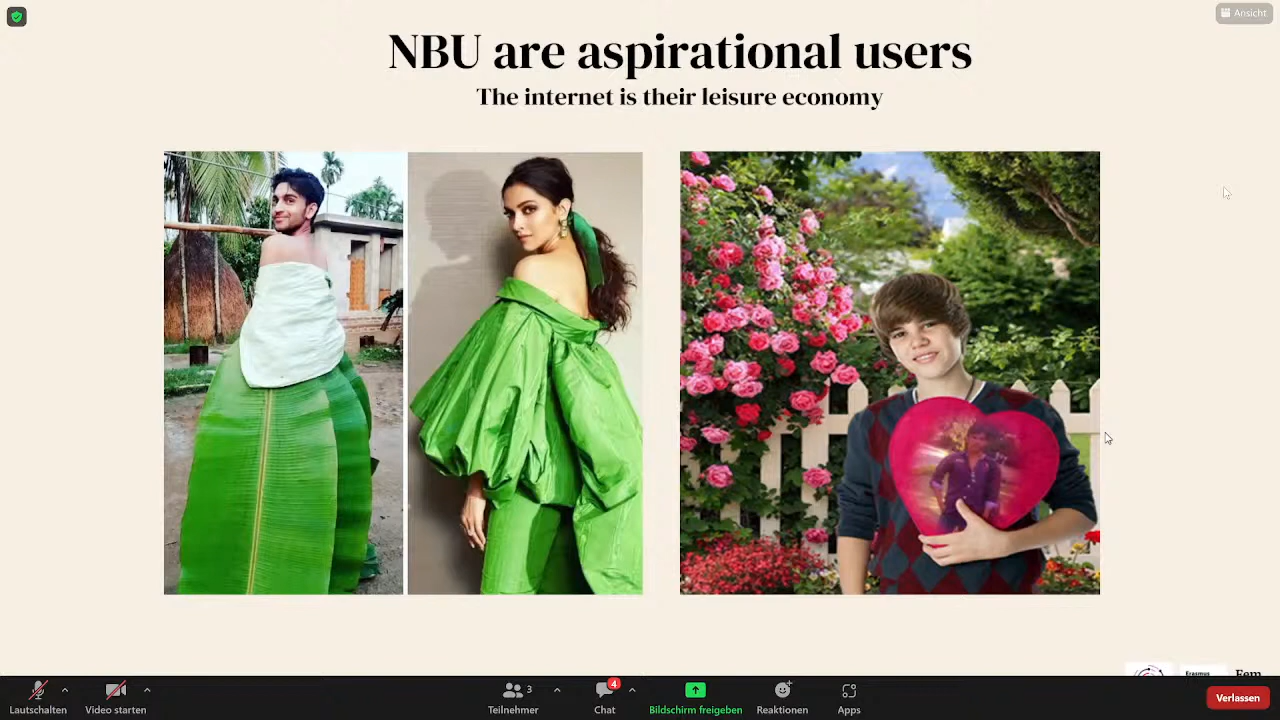 Ansicht
NBU are aspirational users
The internet is their leisure economy
Erasmus
Lautschalten
Video starten
3
Teilnehmer
4
Chat
Bildschirm freigeben
Reaktionen
Apps
Verlassen